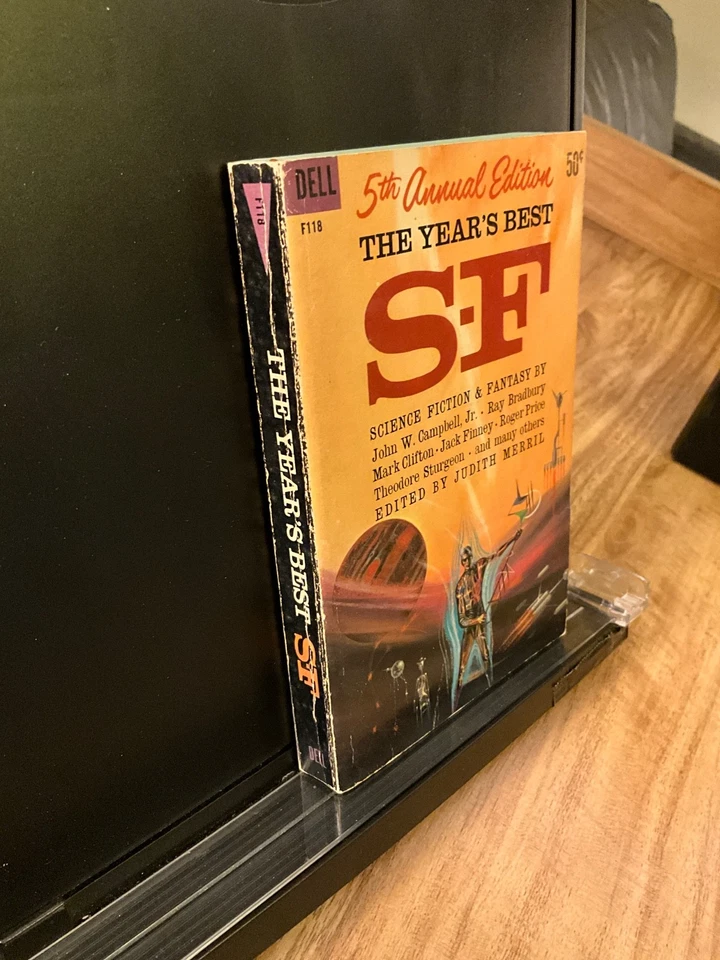 DELL
F118
5th Annual Edition
50¢
THE YEAR'S BEST
S-F
SCIENCE FICTION & FANTASY BY
John W. Campbell, Jr. · Ray Bradbury
Mark Clifton · Jack Finney · Roger Price
Theodore Sturgeon · and many others
EDITED BY JUDITH MERRIL
F118
THE YEAR'S BEST S-F
DELL